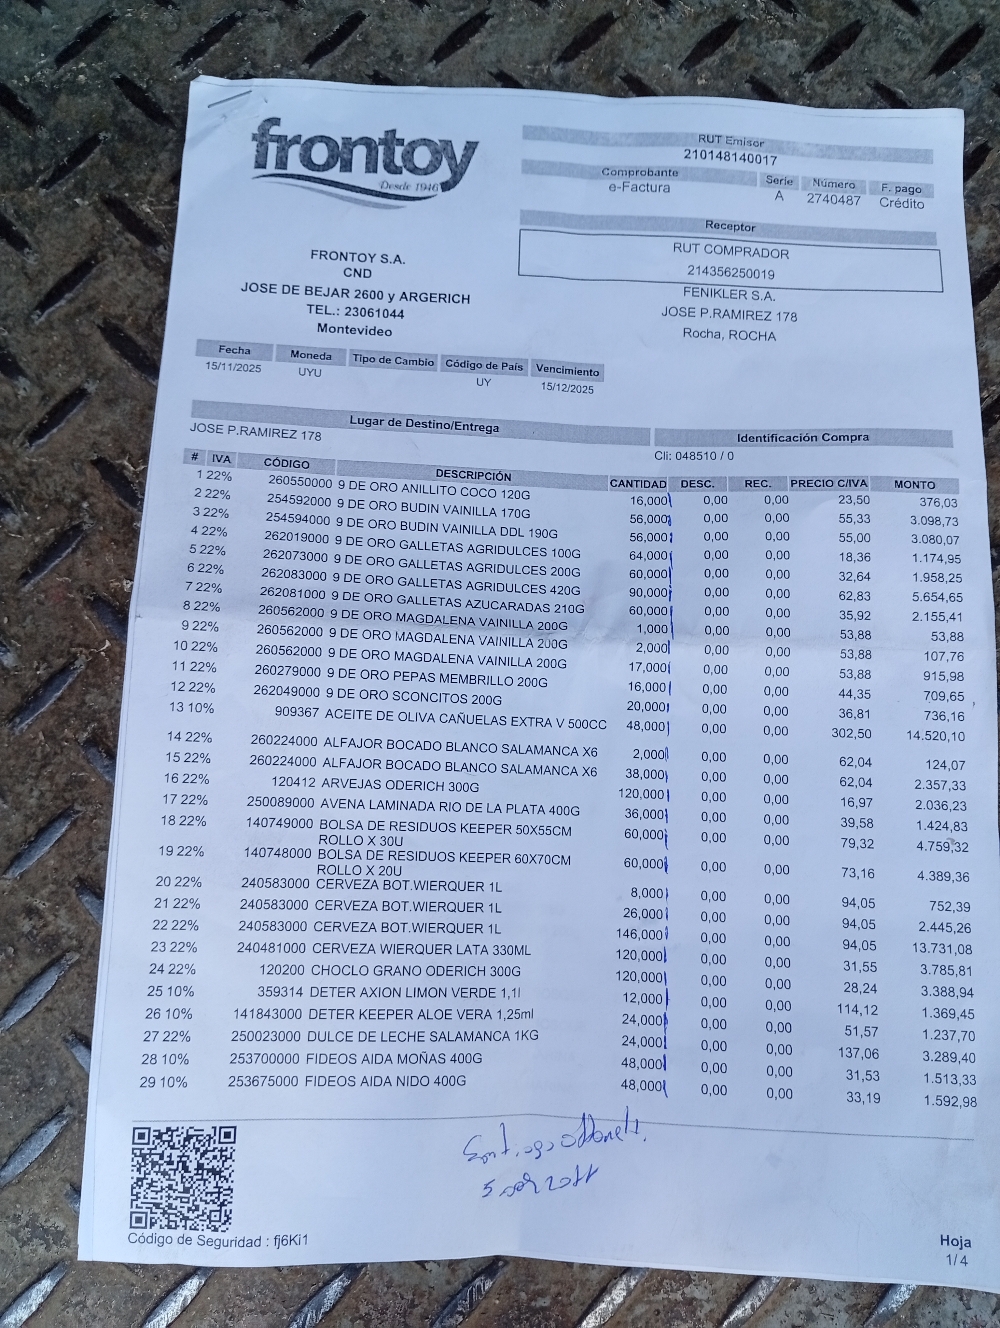 frontoy
Desde 1946
RUT Emisor
210148140017
Comprobante Serie Número F. pago
e-Factura A 2740487 Crédito
Receptor
RUT COMPRADOR
214356250019
FENIKLER S.A.
JOSE P.RAMIREZ 178
Rocha, ROCHA
FRONTOY S.A.
CND
JOSE DE BEJAR 2600 y ARGERICH
TEL.: 23061044
Montevideo
Fecha Moneda Tipo de Cambio Código de País Vencimiento
15/11/2025 UYU UY 15/12/2025
Lugar de Destino/Entrega Identificación Compra
JOSE P.RAMIREZ 178 Cli: 048510 / 0
# IVA CÓDIGO DESCRIPCIÓN CANTIDAD DESC. REC. PRECIO C/IVA MONTO
1 22% 260550000 9 DE ORO ANILLITO COCO 120G 16,000 0,00 0,00 23,50 376,03
2 22% 254592000 9 DE ORO BUDIN VAINILLA 170G 56,000 0,00 0,00 55,33 3.098,73
3 22% 254594000 9 DE ORO BUDIN VAINILLA DDL 190G 56,000 0,00 0,00 55,00 3.080,07
4 22% 262019000 9 DE ORO GALLETAS AGRIDULCES 100G 64,000 0,00 0,00 18,36 1.174,95
5 22% 262073000 9 DE ORO GALLETAS AGRIDULCES 200G 60,000 0,00 0,00 32,64 1.958,25
6 22% 262083000 9 DE ORO GALLETAS AGRIDULCES 420G 90,000 0,00 0,00 62,83 5.654,65
7 22% 262081000 9 DE ORO GALLETAS AZUCARADAS 210G 60,000 0,00 0,00 35,92 2.155,41
8 22% 260562000 9 DE ORO MAGDALENA VAINILLA 200G 1,000 0,00 0,00 53,88 53,88
9 22% 260562000 9 DE ORO MAGDALENA VAINILLA 200G 2,000 0,00 0,00 53,88 107,76
10 22% 260562000 9 DE ORO MAGDALENA VAINILLA 200G 17,000 0,00 0,00 53,88 915,98
11 22% 260279000 9 DE ORO PEPAS MEMBRILLO 200G 16,000 0,00 0,00 44,35 709,65
12 22% 262049000 9 DE ORO SCONCITOS 200G 20,000 0,00 0,00 36,81 736,16
13 10% 909367 ACEITE DE OLIVA CAÑUELAS EXTRA V 500CC 48,000 0,00 0,00 302,50 14.520,10
14 22% 260224000 ALFAJOR BOCADO BLANCO SALAMANCA X6 2,000 0,00 0,00 62,04 124,07
15 22% 260224000 ALFAJOR BOCADO BLANCO SALAMANCA X6 38,000 0,00 0,00 62,04 2.357,33
16 22% 120412 ARVEJAS ODERICH 300G 120,000 0,00 0,00 16,97 2.036,23
17 22% 250089000 AVENA LAMINADA RIO DE LA PLATA 400G 36,000 0,00 0,00 39,58 1.424,83
18 22% 140749000 BOLSA DE RESIDUOS KEEPER 50X55CM 60,000 0,00 0,00 79,32 4.759,32
ROLLO X 30U
19 22% 140748000 BOLSA DE RESIDUOS KEEPER 60X70CM 60,000 0,00 0,00 73,16 4.389,36
ROLLO X 20U
20 22% 240583000 CERVEZA BOT.WIERQUER 1L 8,000 0,00 0,00 94,05 752,39
21 22% 240583000 CERVEZA BOT.WIERQUER 1L 26,000 0,00 0,00 94,05 2.445,26
22 22% 240583000 CERVEZA BOT.WIERQUER 1L 146,000 0,00 0,00 94,05 13.731,08
23 22% 240481000 CERVEZA WIERQUER LATA 330ML 120,000 0,00 0,00 31,55 3.785,81
24 22% 120200 CHOCLO GRANO ODERICH 300G 120,000 0,00 0,00 28,24 3.388,94
25 10% 359314 DETER AXION LIMON VERDE 1,1l 12,000 0,00 0,00 114,12 1.369,45
26 10% 141843000 DETER KEEPER ALOE VERA 1,25ml 24,000 0,00 0,00 51,57 1.237,70
27 22% 250023000 DULCE DE LECHE SALAMANCA 1KG 24,000 0,00 0,00 137,06 3.289,40
28 10% 253700000 FIDEOS AIDA MOÑAS 400G 48,000 0,00 0,00 31,53 1.513,33
29 10% 253675000 FIDEOS AIDA NIDO 400G 48,000 0,00 0,00 33,19 1.592,98
Código de Seguridad : fj6Ki1
Hoja
1/4